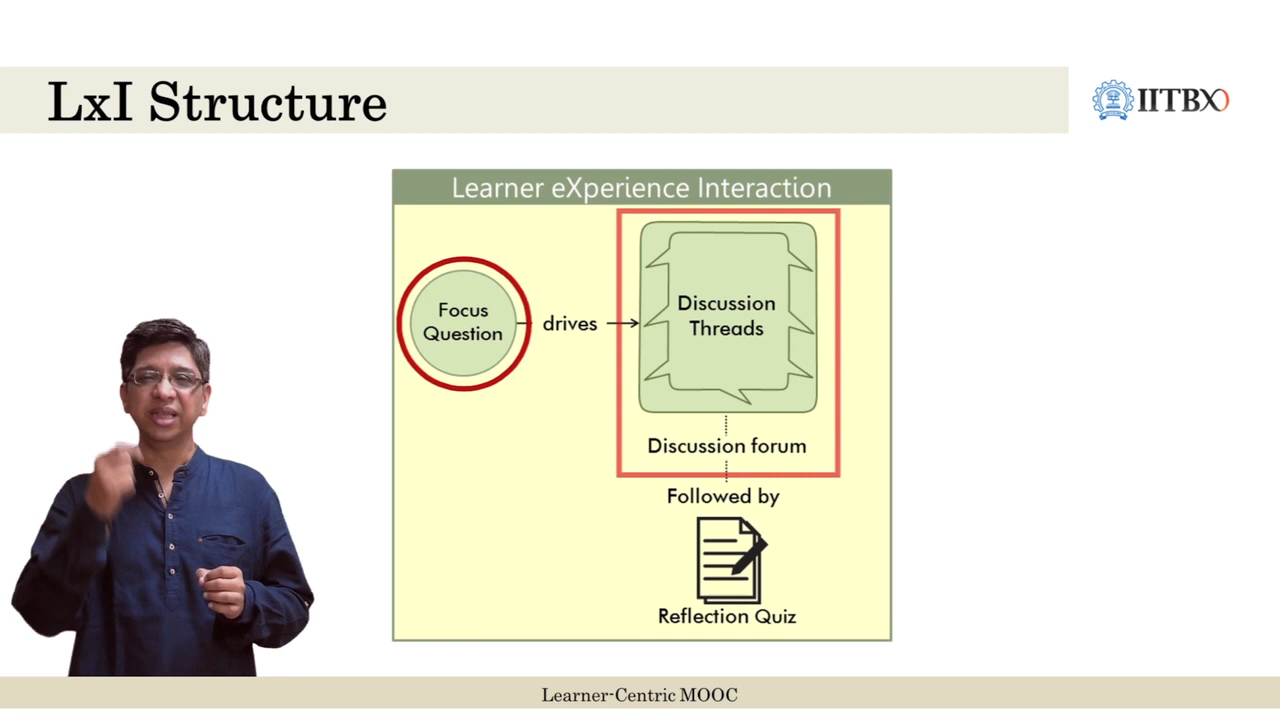 LxI Structure
IITBX
Learner eXperience Interaction
Focus
Question
drives
Discussion
Threads
Discussion forum
Followed by
Reflection Quiz
Learner-Centric MOOC